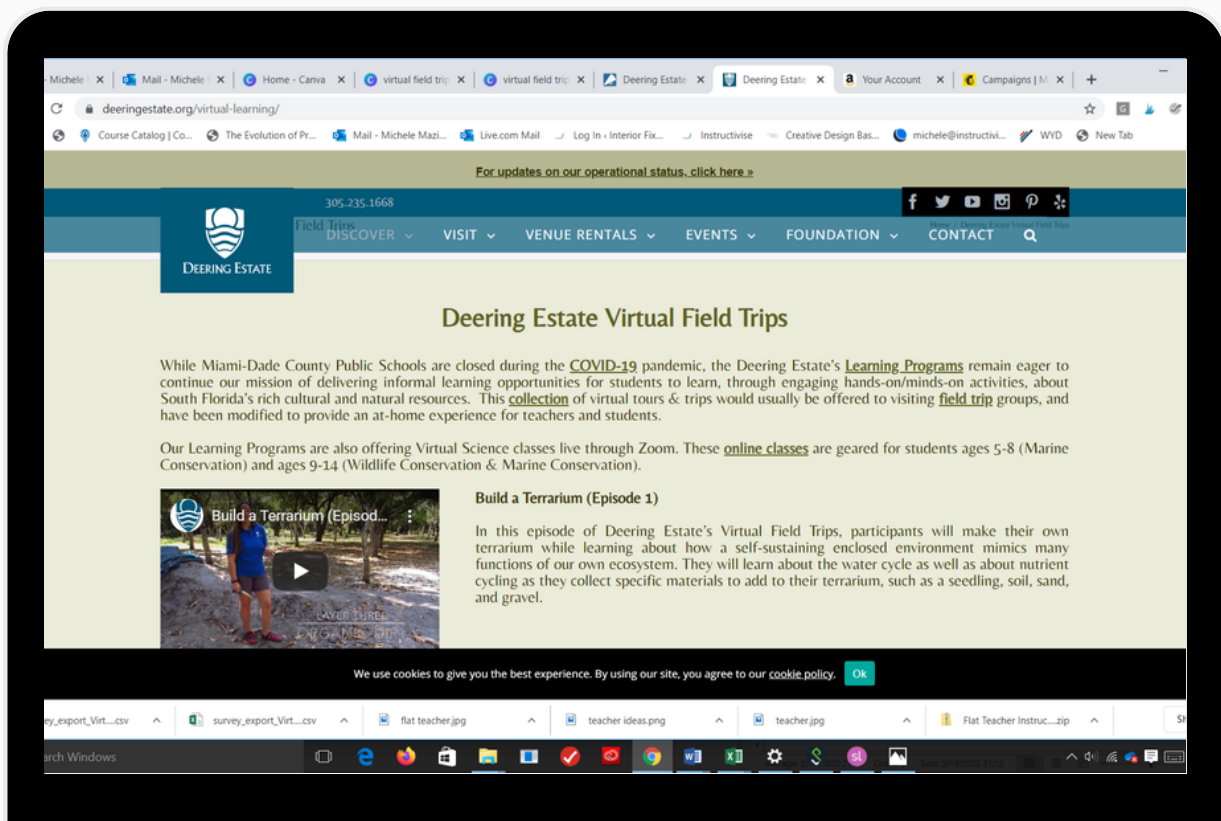 - Michele
Mail - Michele
Home - Canva
virtual field trip
virtual field trip
Deering Estate
Deering Estate
Your Account
Campaigns | M
deeringestate.org/virtual-learning/
Course Catalog | Co...
The Evolution of Pr...
Mail - Michele Mazi...
Live.com Mail
Log In ‹ Interior Fix...
Instructivise
Creative Design Bas...
michele@instructivi...
WYD
New Tab
For updates on our operational status, click here »
305.235.1668
Field Trips
Home / Deering Estate Virtual Field Trips
DISCOVER VISIT VENUE RENTALS EVENTS FOUNDATION CONTACT
DEERING ESTATE
Deering Estate Virtual Field Trips
While Miami-Dade County Public Schools are closed during the COVID-19 pandemic, the Deering Estate's Learning Programs remain eager to
continue our mission of delivering informal learning opportunities for students to learn, through engaging hands-on/minds-on activities, about
South Florida's rich cultural and natural resources. This collection of virtual tours & trips would usually be offered to visiting field trip groups, and
have been modified to provide an at-home experience for teachers and students.
Our Learning Programs are also offering Virtual Science classes live through Zoom. These online classes are geared for students ages 5-8 (Marine
Conservation) and ages 9-14 (Wildlife Conservation & Marine Conservation).
Build a Terrarium (Episod...
LAYER THREE
Build a Terrarium (Episode 1)
In this episode of Deering Estate's Virtual Field Trips, participants will make their own
terrarium while learning about how a self-sustaining enclosed environment mimics many
functions of our own ecosystem. They will learn about the water cycle as well as about nutrient
cycling as they collect specific materials to add to their terrarium, such as a seedling, soil, sand,
and gravel.
We use cookies to give you the best experience. By using our site, you agree to our cookie policy.
Ok
ey_export_Virt....csv
survey_export_Virt....csv
flat teacher.jpg
teacher ideas.png
teacher.jpg
Flat Teacher Instruc....zip
Sh
arch Windows